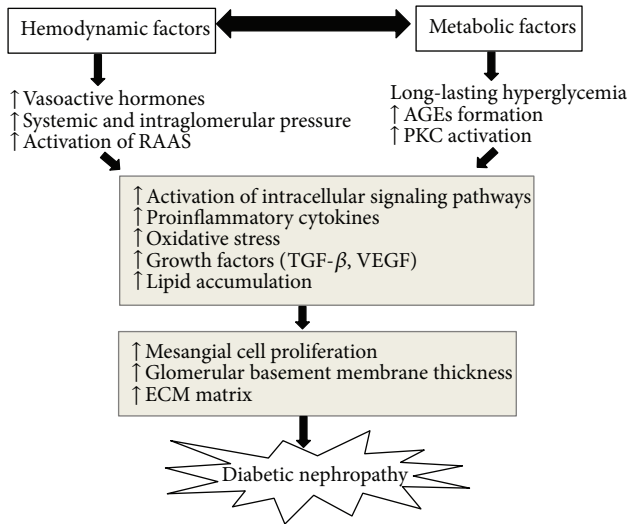 Hemodynamic factors
Metabolic factors
↑ Vasoactive hormones
↑ Systemic and intraglomerular pressure
↑ Activation of RAAS
Long-lasting hyperglycemia
↑ AGEs formation
↑ PKC activation
↑ Activation of intracellular signaling pathways
↑ Proinflammatory cytokines
↑ Oxidative stress
↑ Growth factors (TGF-β, VEGF)
↑ Lipid accumulation
↑ Mesangial cell proliferation
↑ Glomerular basement membrane thickness
↑ ECM matrix
Diabetic nephropathy